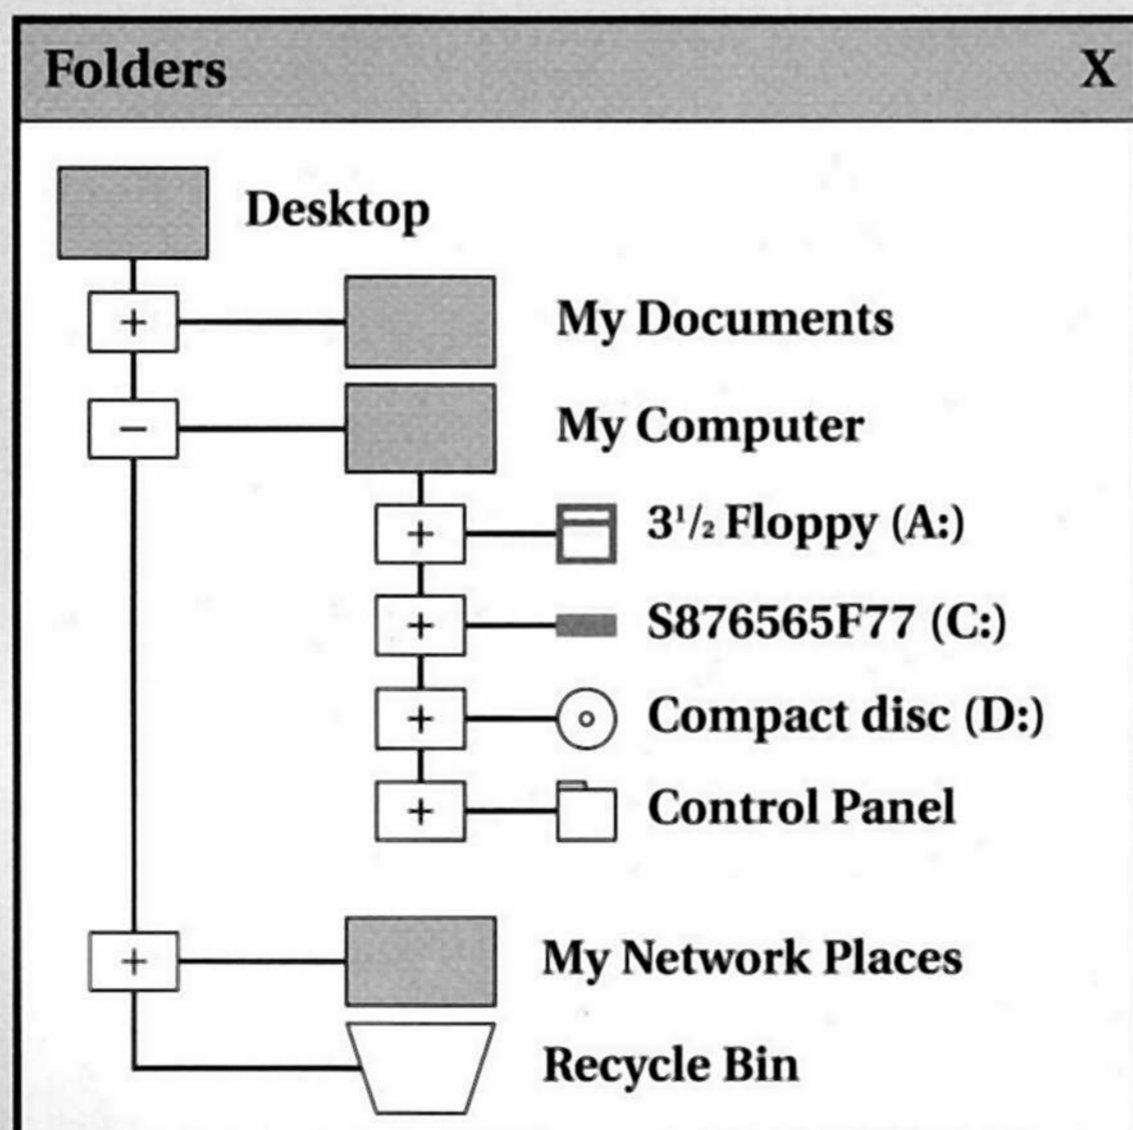 Folders X
Desktop
+ My Documents
− My Computer
+ 3½ Floppy (A:)
+ S876565F77 (C:)
+ Compact disc (D:)
+ Control Panel
+ My Network Places
Recycle Bin